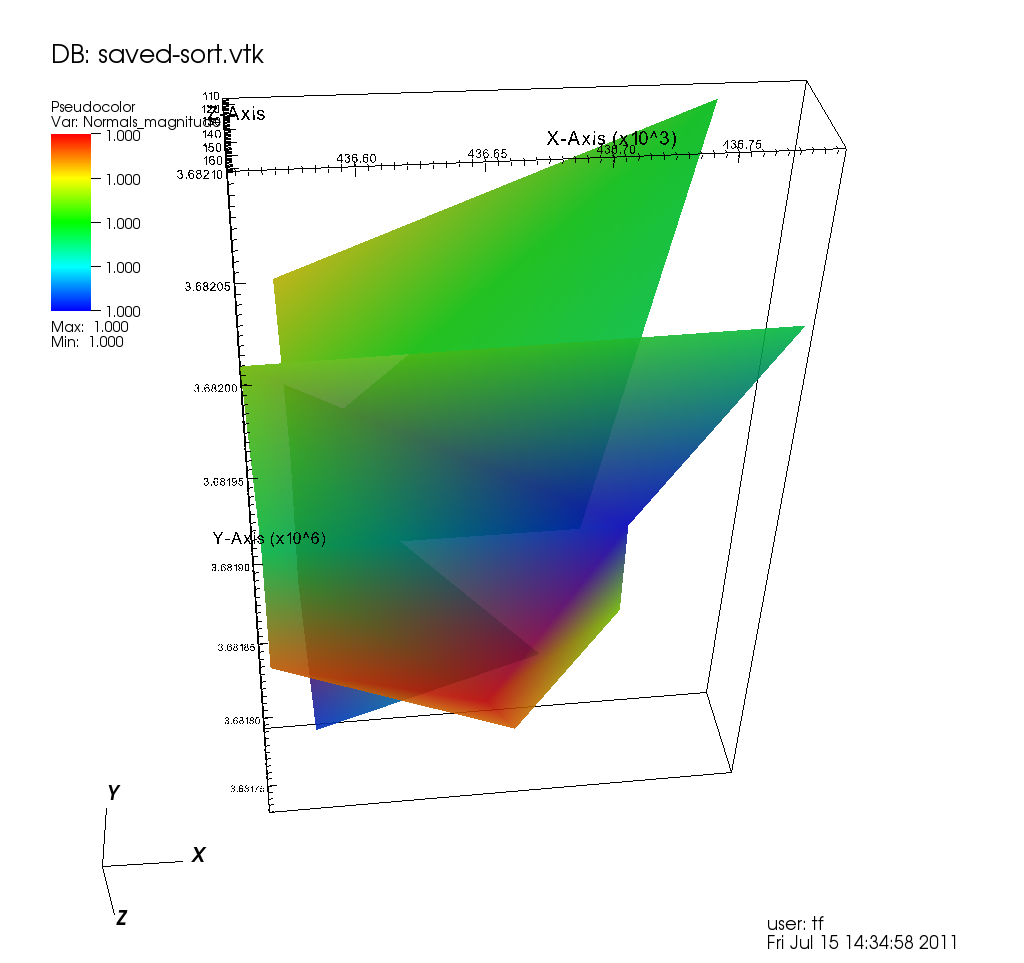 DB: saved-sort.vtk
Pseudocolor
Var: Normals_magnitude
1.000
1.000
1.000
1.000
1.000
Max: 1.000
Min: 1.000
110
Z-Axis
140
150
160
X-Axis (x10^3)
436.60
436.65
436.70
436.75
3.68210
3.68205
3.68200
3.68195
Y-Axis (x10^6)
3.68190
3.68185
3.68180
3.68175
Y
X
Z
user: tf
Fri Jul 15 14:34:58 2011